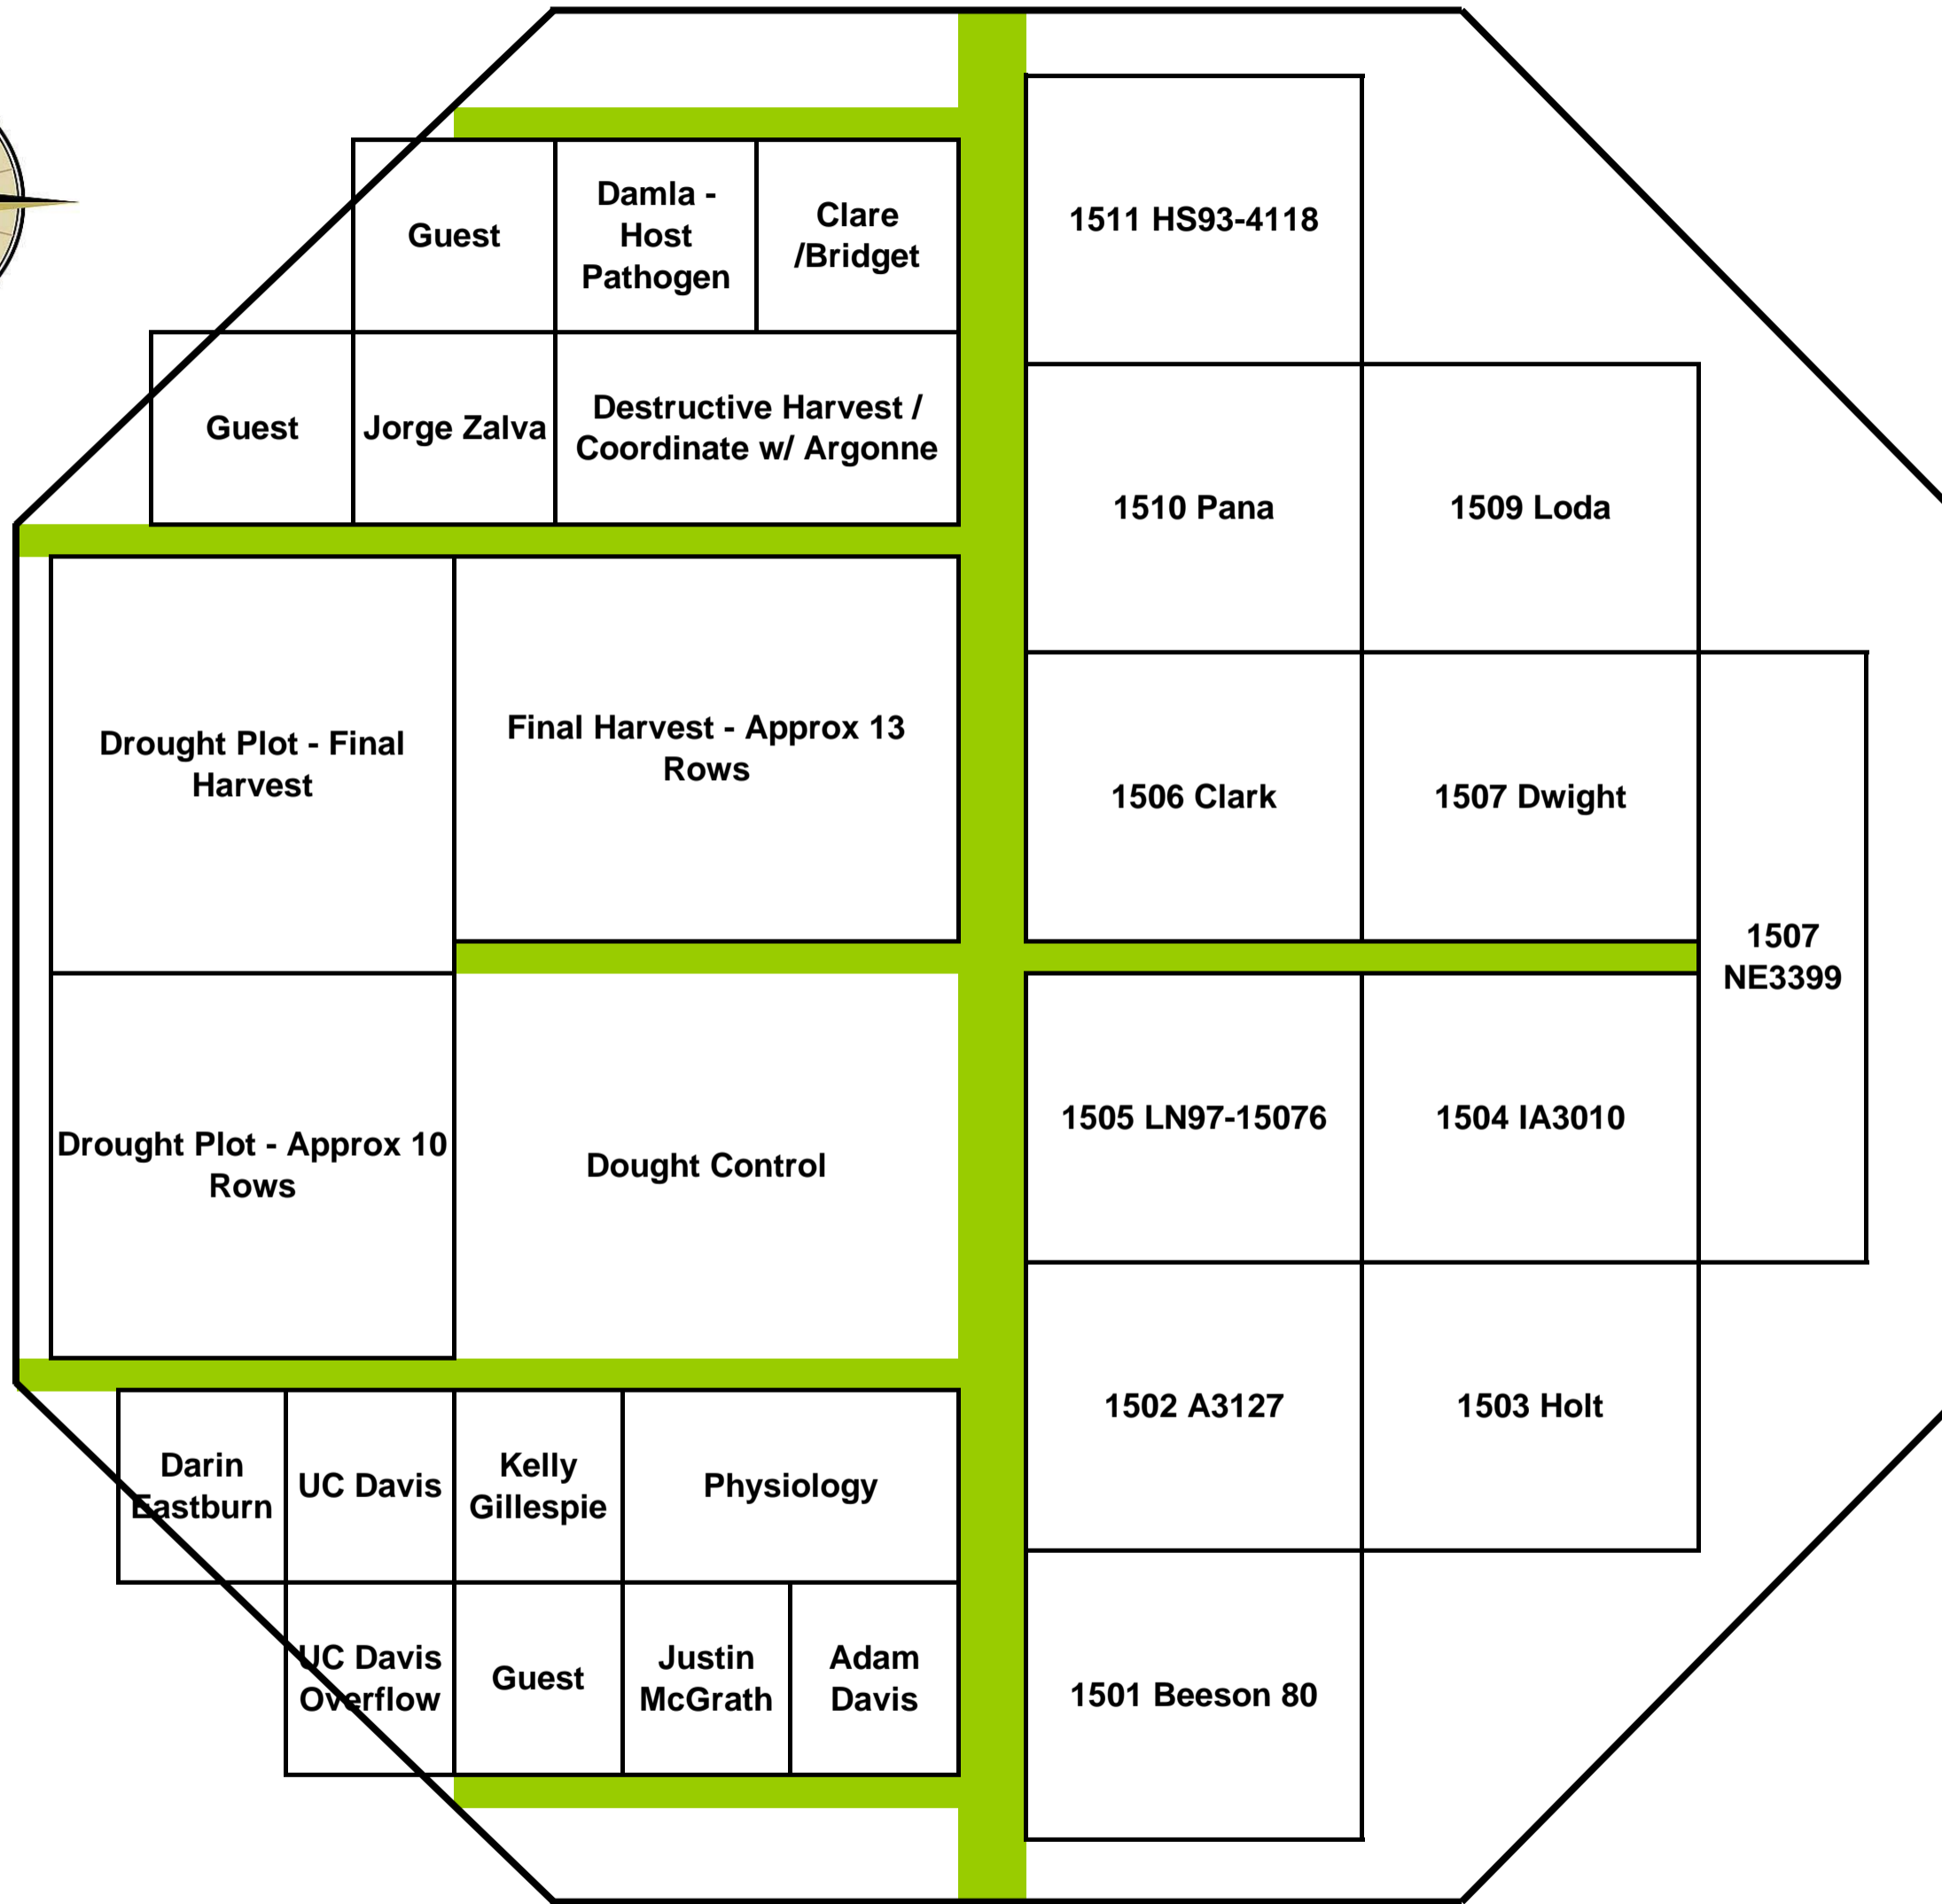 Guest
Damla -
Host
Pathogen
Clare
/Bridget
Guest
Jorge Zalva
Destructive Harvest /
Coordinate w/ Argonne
Drought Plot - Final
Harvest
Final Harvest - Approx 13
Rows
Drought Plot - Approx 10
Rows
Dought Control
Darin
Eastburn
UC Davis
Kelly
Gillespie
Physiology
UC Davis
Overflow
Guest
Justin
McGrath
Adam
Davis
1511 HS93-4118
1510 Pana
1509 Loda
1506 Clark
1507 Dwight
1507
NE3399
1505 LN97-15076
1504 IA3010
1502 A3127
1503 Holt
1501 Beeson 80